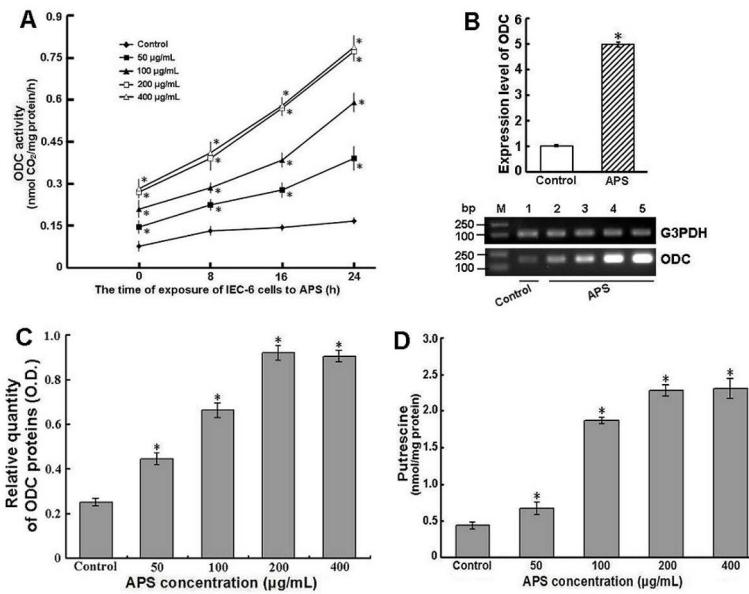 A
0.9
0.75
0.6
0.45
0.3
0.15
0
ODC activity
(nmol CO₂/mg protein/h)
Control
50 µg/mL
100 µg/mL
200 µg/mL
400 µg/mL
* * * *
* * * *
* * * *
* * * *
0 8 16 24
The time of exposure of IEC-6 cells to APS (h)
B
Expression level of ODC
6
5
4
3
2
1
*
Control APS
bp M 1 2 3 4 5
250
100
G3PDH
250
100
ODC
Control APS
C
Relative quantity
of ODC proteins (O.D.)
1.0
0.8
0.6
0.4
0.2
0
* * * *
Control 50 100 200 400
APS concentration (µg/mL)
D
Putrescine
(nmol/mg protein)
3.0
2.5
2.0
1.5
1.0
0.5
0
* * * *
Control 50 100 200 400
APS concentration (µg/mL)